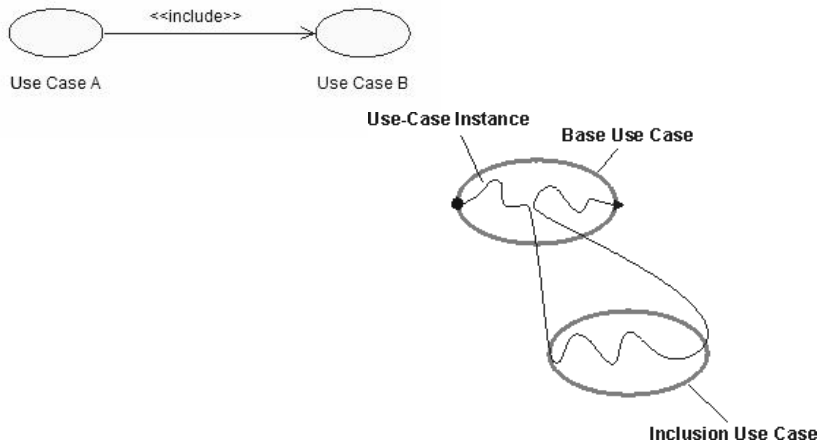 <<include>>
Use Case A
Use Case B
Use-Case Instance
Base Use Case
Inclusion Use Case